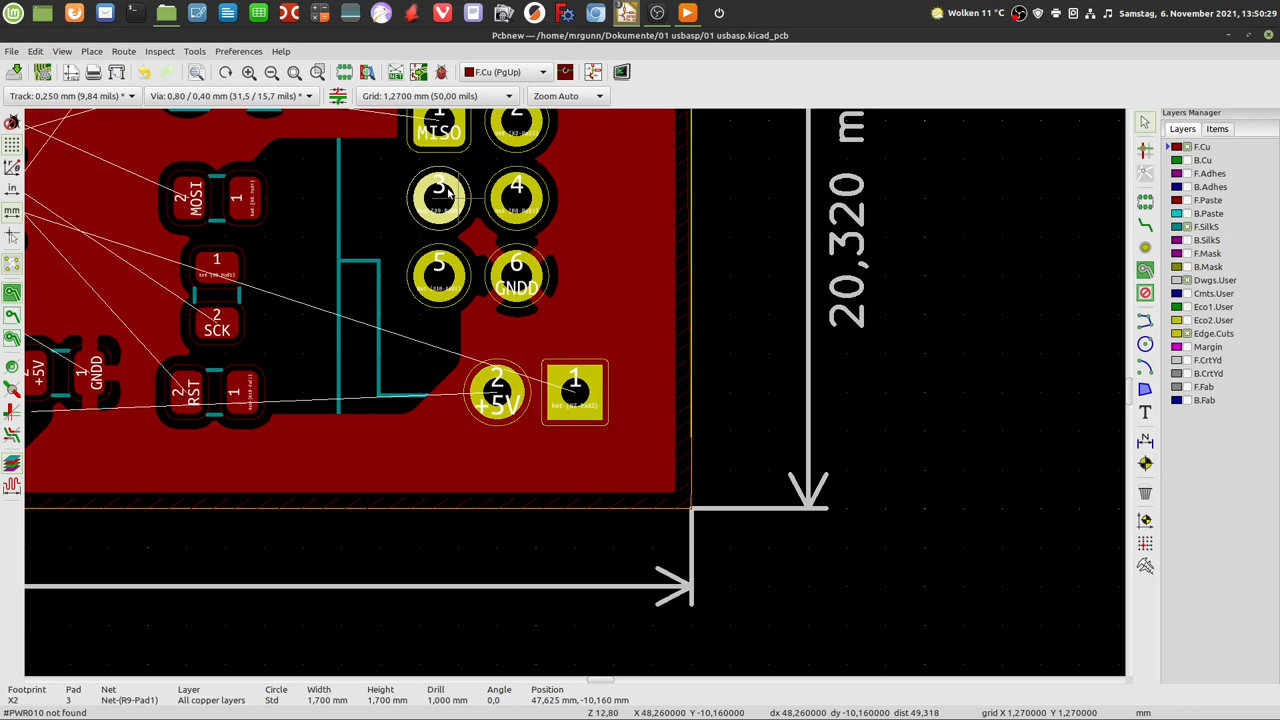 Wolken 11 °C
Samstag, 6. November 2021, 13:50:29
Pcbnew — /home/mrgunn/Dokumente/01 usbasp/01 usbasp.kicad_pcb
File Edit View Place Route Inspect Tools Preferences Help
F.Cu (PgUp)
Track: 0,250 mm (9,84 mils) *
Via: 0,80 / 0,40 mm (31,5 / 15,7 mils) *
Grid: 1,2700 mm (50,00 mils)
Zoom Auto
Layers Manager
Layers Items
F.Cu
B.Cu
F.Adhes
B.Adhes
F.Paste
B.Paste
F.SilkS
B.SilkS
F.Mask
B.Mask
Dwgs.User
Cmts.User
Eco1.User
Eco2.User
Edge.Cuts
Margin
F.CrtYd
B.CrtYd
F.Fab
B.Fab
in
mm
1
MISO
2
2
MOSI
1
3
4
1
2
SCK
5
6
GNDD
2
+5V
1
GNDD
2
RST
1
2
+5V
1
20,320 m
Footprint Pad Net Layer Circle Width Height Drill Angle Position
X2 3 Net-(R9-Pad1) All copper layers Std 1,700 mm 1,700 mm 1,000 mm 0,0 47,625 mm, -10,160 mm
#PWR010 not found
Z 12,80 X 48,260000 Y -10,160000 dx 48,260000 dy -10,160000 dist 49,318 grid X 1,270000 Y 1,270000 mm